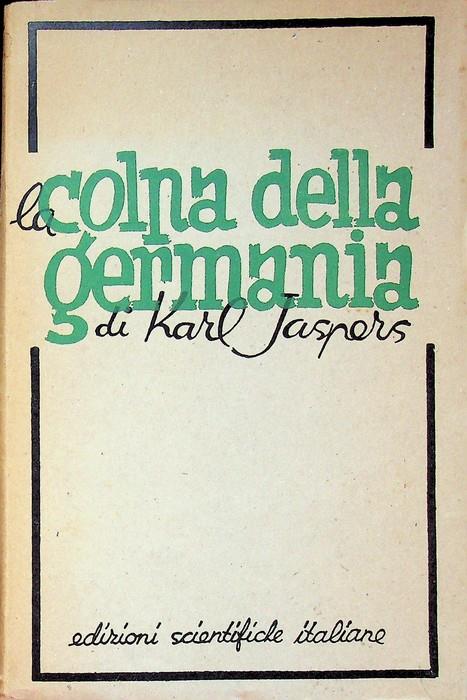 la colpa della
germania
di Karl Jaspers
edizioni scientifiche italiane